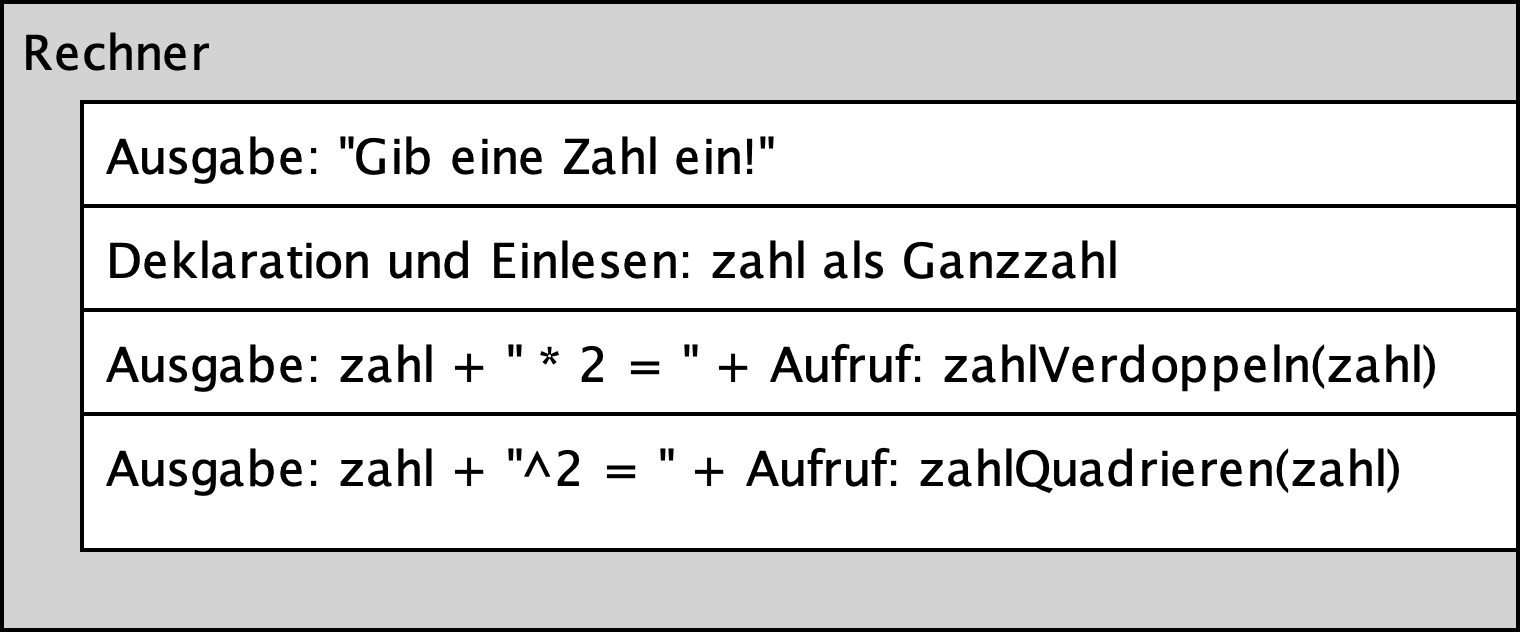 Rechner
Ausgabe: "Gib eine Zahl ein!"
Deklaration und Einlesen: zahl als Ganzzahl
Ausgabe: zahl + " * 2 = " + Aufruf: zahlVerdoppeln(zahl)
Ausgabe: zahl + "^2 = " + Aufruf: zahlQuadrieren(zahl)